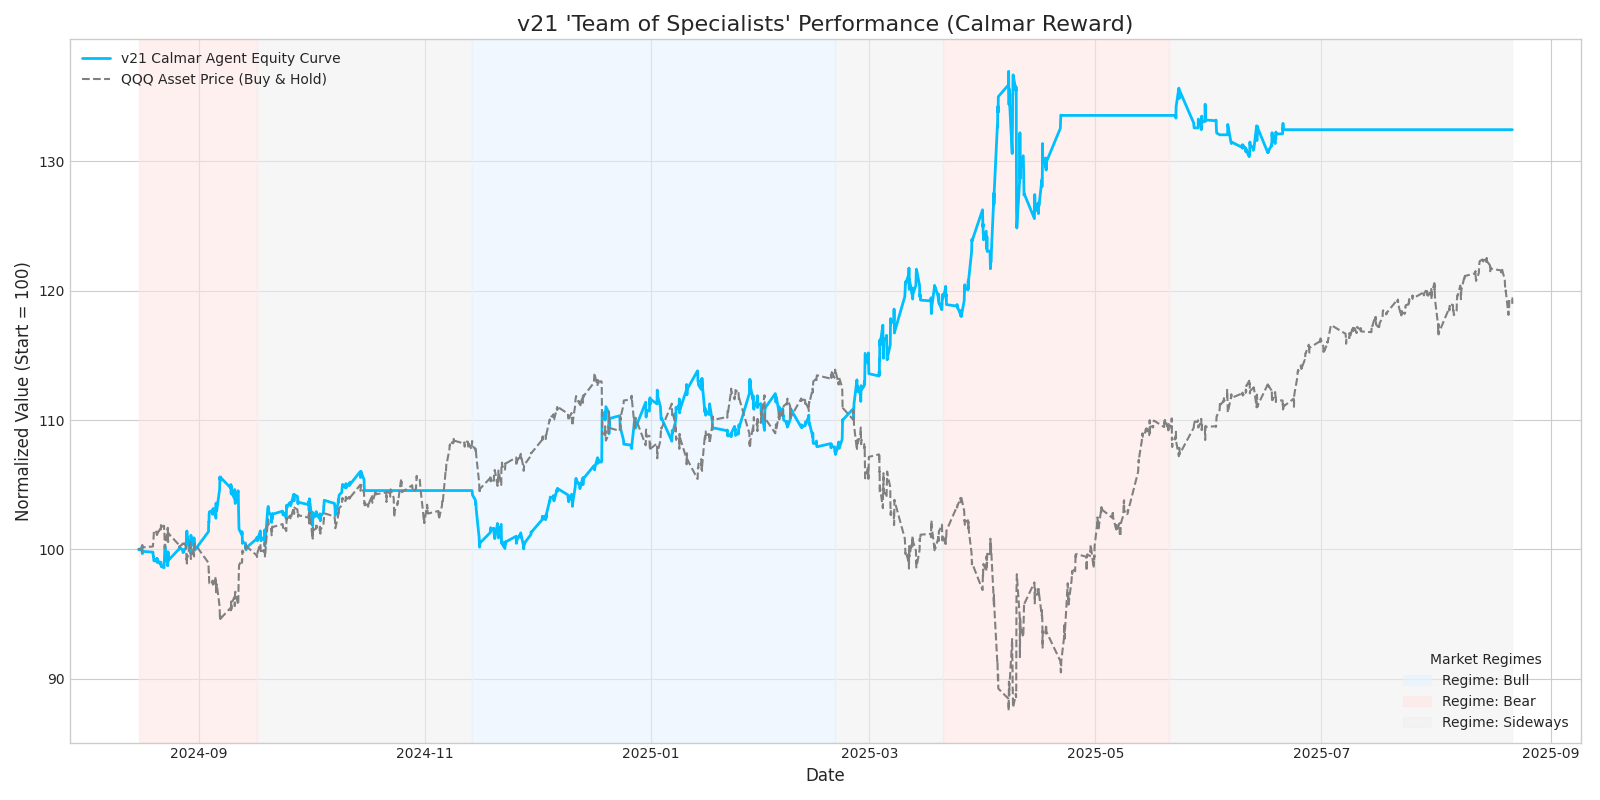 v21 'Team of Specialists' Performance (Calmar Reward)
v21 Calmar Agent Equity Curve
QQQ Asset Price (Buy & Hold)
Normalized Value (Start = 100)
130
120
110
100
90
Market Regimes
Regime: Bull
Regime: Bear
Regime: Sideways
2024-09
2024-11
2025-01
2025-03
2025-05
2025-07
2025-09
Date